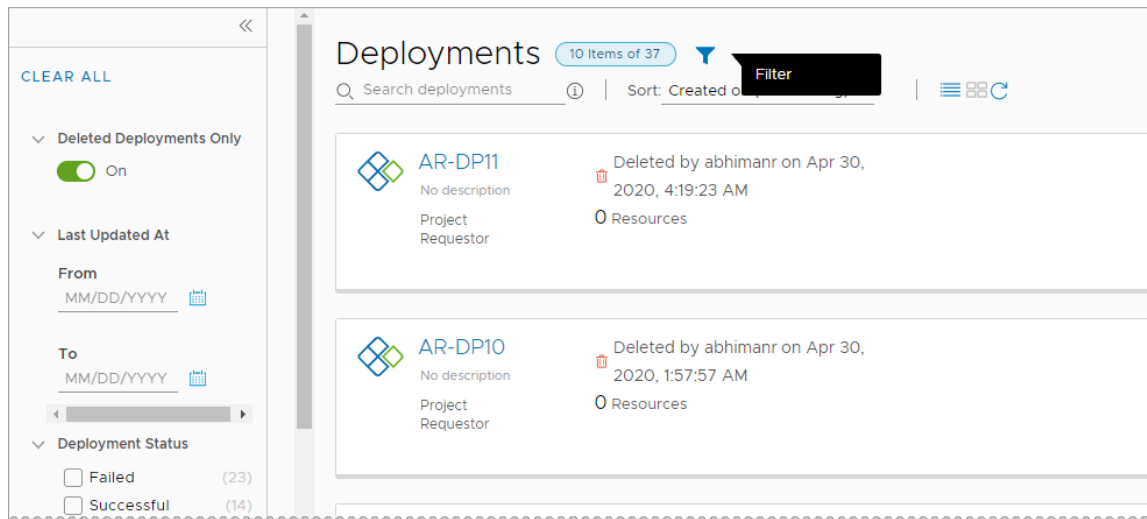 CLEAR ALL
Deleted Deployments Only
On
Last Updated At
From
MM/DD/YYYY
To
MM/DD/YYYY
Deployment Status
Failed (23)
Successful (14)
Deployments 10 Items of 37
Filter
Search deployments Sort: Created
AR-DP11
No description
Project
Requestor
Deleted by abhimanr on Apr 30,
2020, 4:19:23 AM
0 Resources
AR-DP10
No description
Project
Requestor
Deleted by abhimanr on Apr 30,
2020, 1:57:57 AM
0 Resources